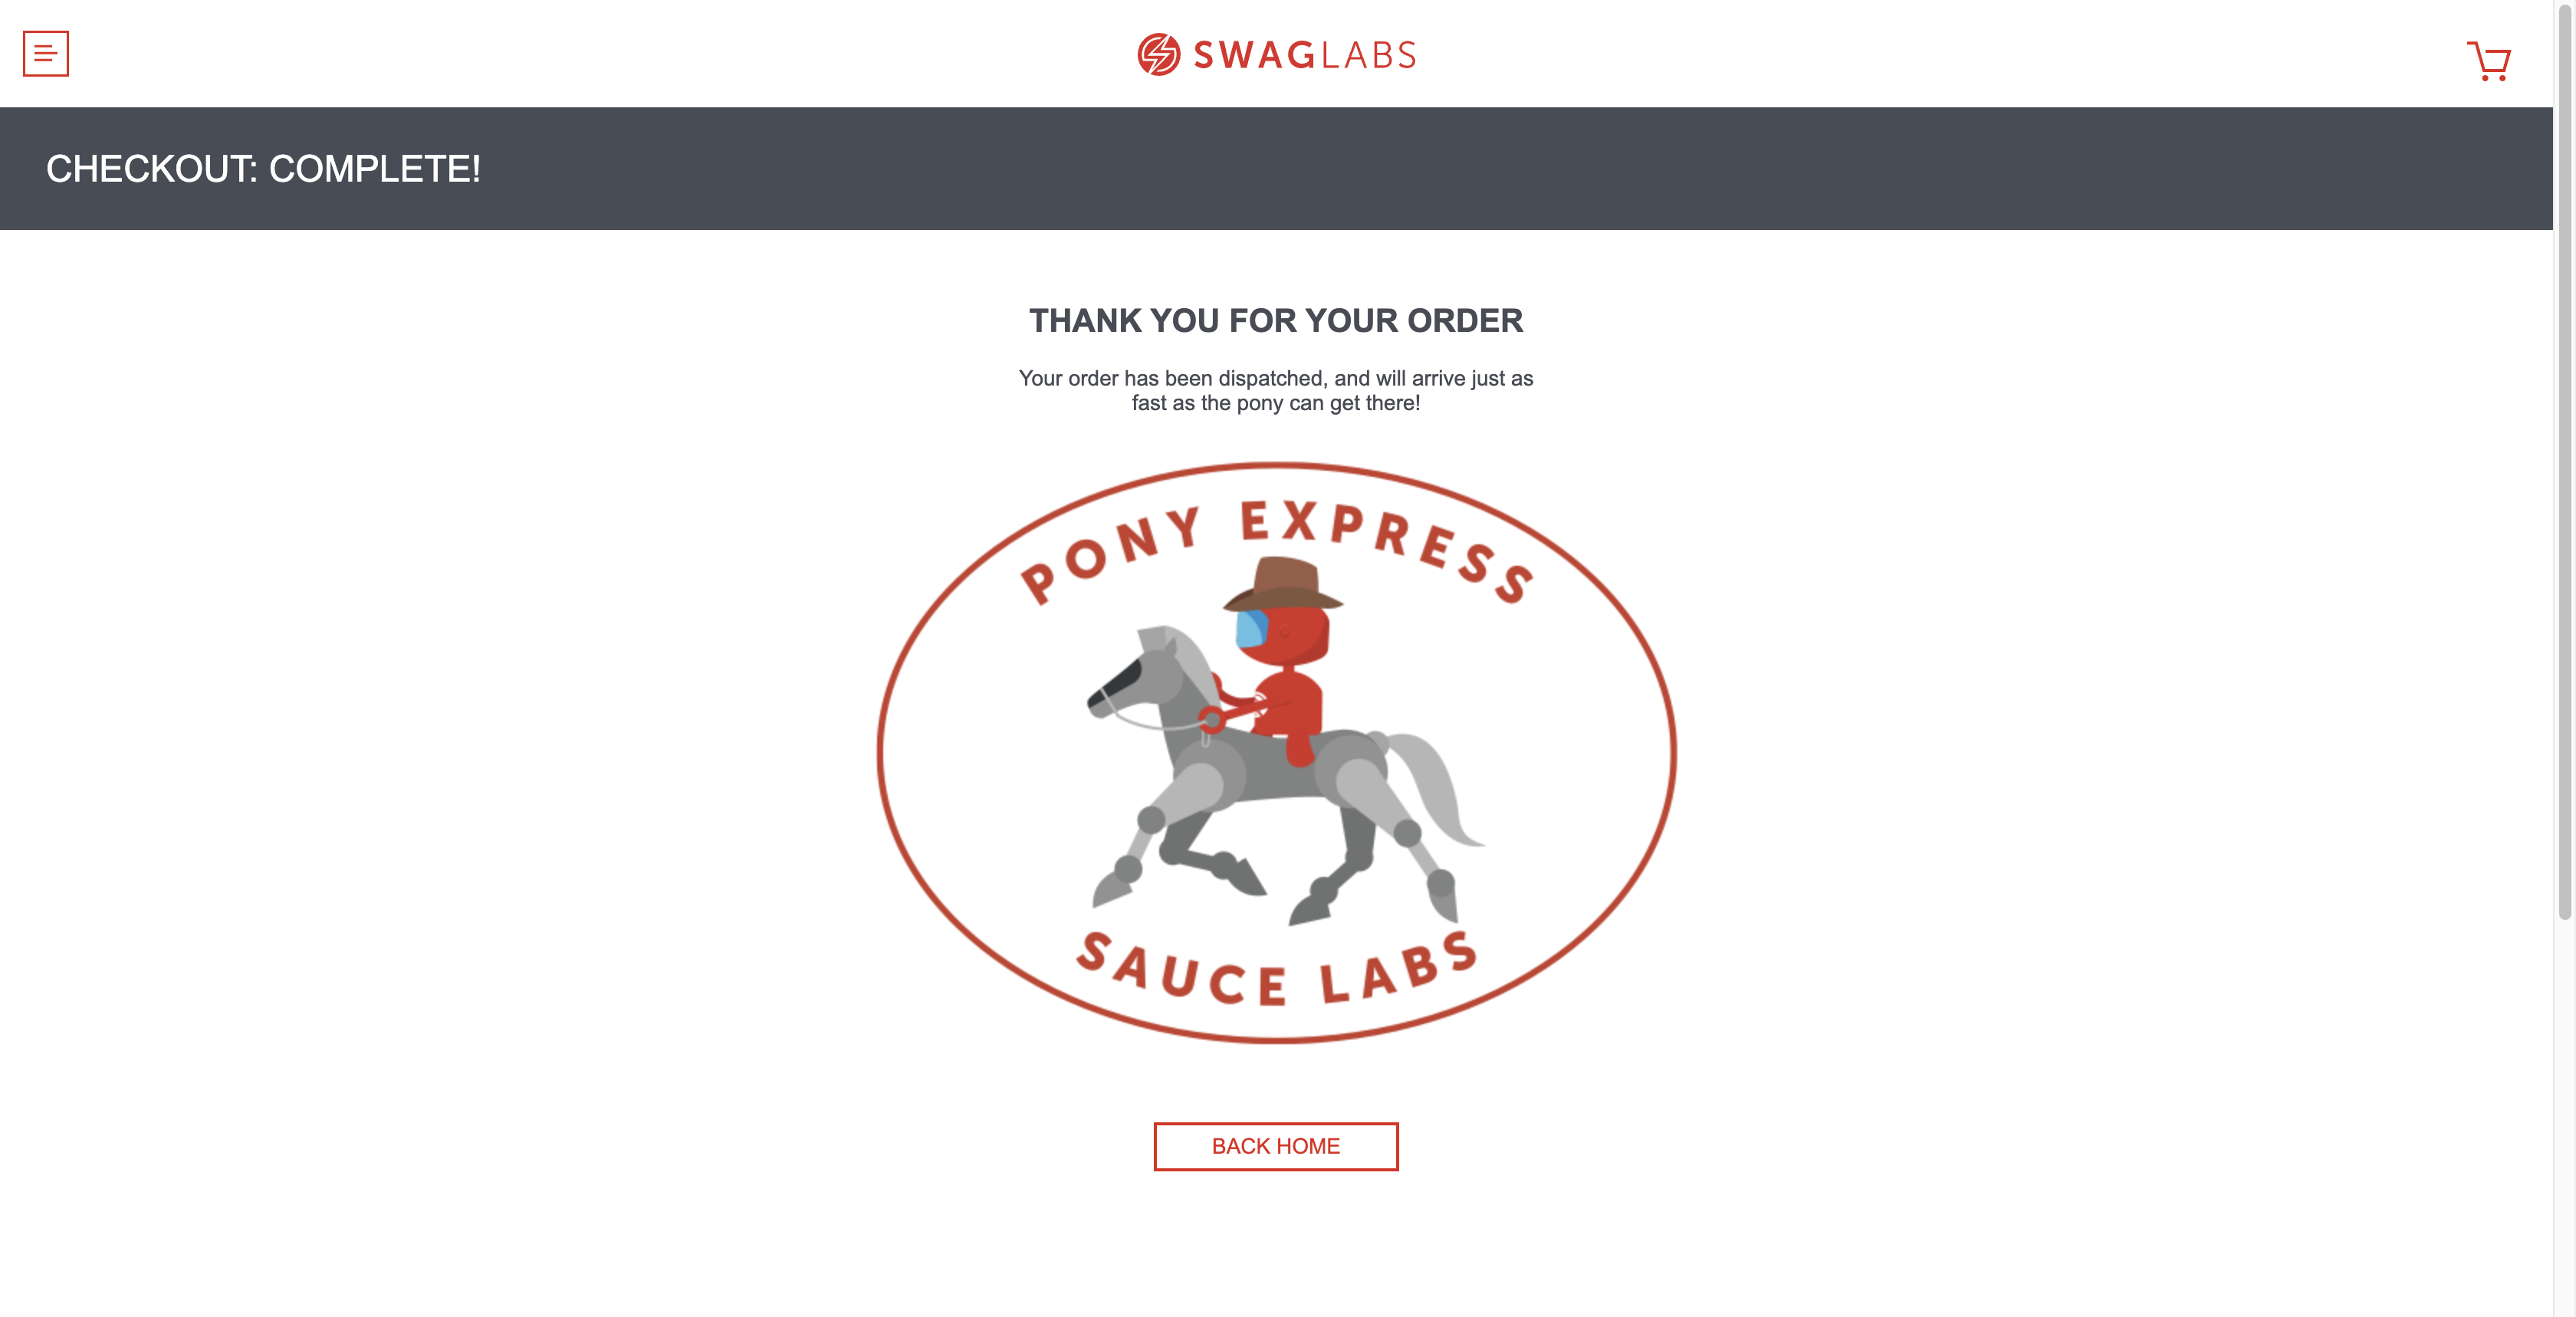 SWAGLABS
CHECKOUT: COMPLETE!
THANK YOU FOR YOUR ORDER
Your order has been dispatched, and will arrive just as
fast as the pony can get there!
PONY EXPRESS
SAUCE LABS
BACK HOME